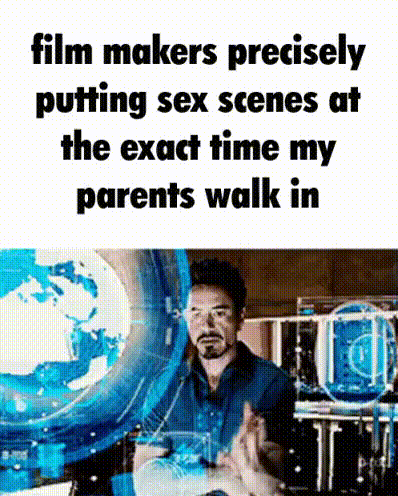 film makers precisely
putting sex scenes at
the exact time my
parents walk in